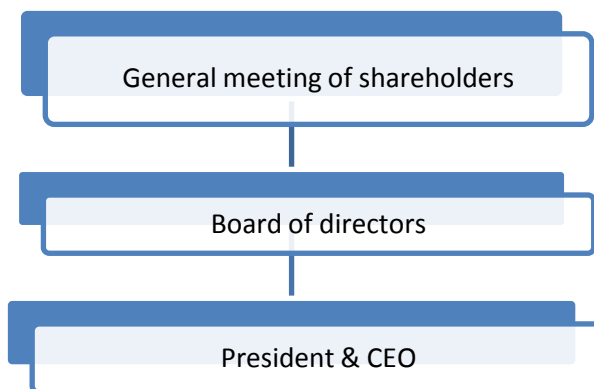 General meeting of shareholders
Board of directors
President & CEO